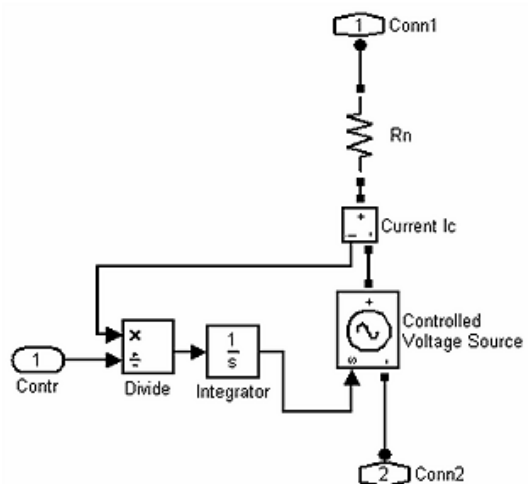 1 Conn1
Rn
+
i -
Current Ic
+
s -
Controlled
Voltage Source
×
÷
Divide
1
s
Integrator
1
Contr
2 Conn2